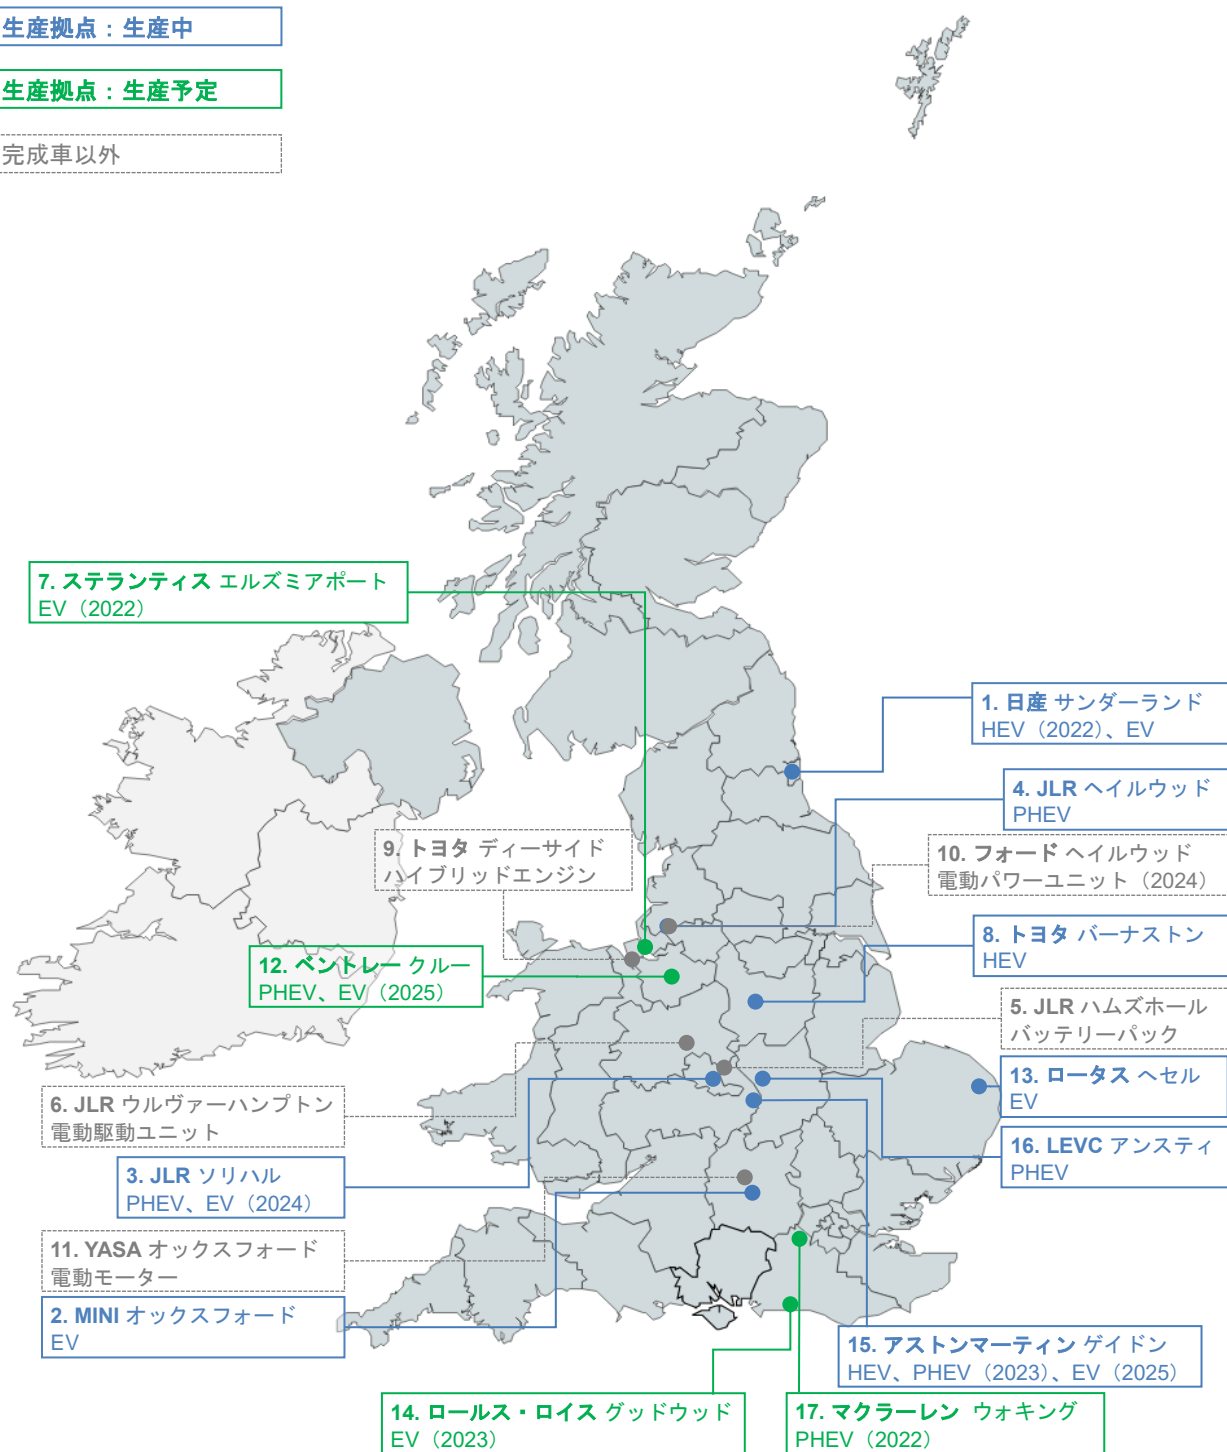 生産拠点：生産中
生産拠点：生産予定
完成車以外
7. ステランティス エルズミアポート
EV（2022）
1. 日産 サンダーランド
HEV（2022）、EV
4. JLR ヘイルウッド
PHEV
9. トヨタ ディーサイド
ハイブリッドエンジン
10. フォード ヘイルウッド
電動パワーユニット（2024）
8. トヨタ バーナストン
HEV
12. ベントレー クルー
PHEV、EV（2025）
5. JLR ハムズホール
バッテリーパック
13. ロータス ヘセル
EV
6. JLR ウルヴァーハンプトン
電動駆動ユニット
16. LEVC アンスティ
PHEV
3. JLR ソリハル
PHEV、EV（2024）
11. YASA オックスフォード
電動モーター
2. MINI オックスフォード
EV
15. アストンマーティン ゲイドン
HEV、PHEV（2023）、EV（2025）
14. ロールス・ロイス グッドウッド
EV（2023）
17. マクラーレン ウォキング
PHEV（2022）